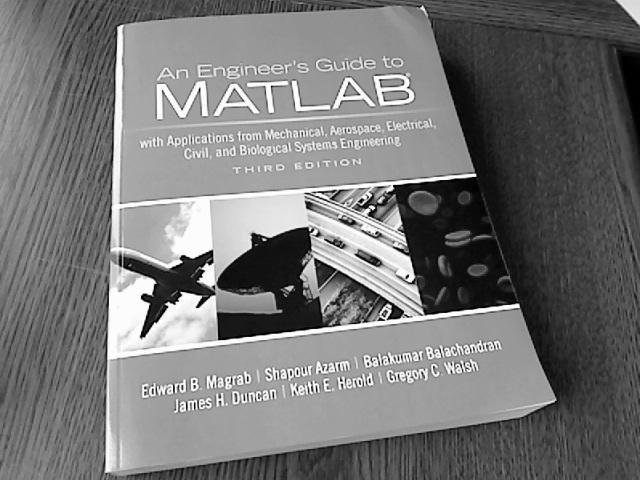 An Engineer's Guide to
MATLAB®
with Applications from Mechanical, Aerospace, Electrical,
Civil, and Biological Systems Engineering
THIRD EDITION
Edward B. Magrab | Shapour Azarm | Balakumar Balachandran
James H. Duncan | Keith E. Herold | Gregory C. Walsh